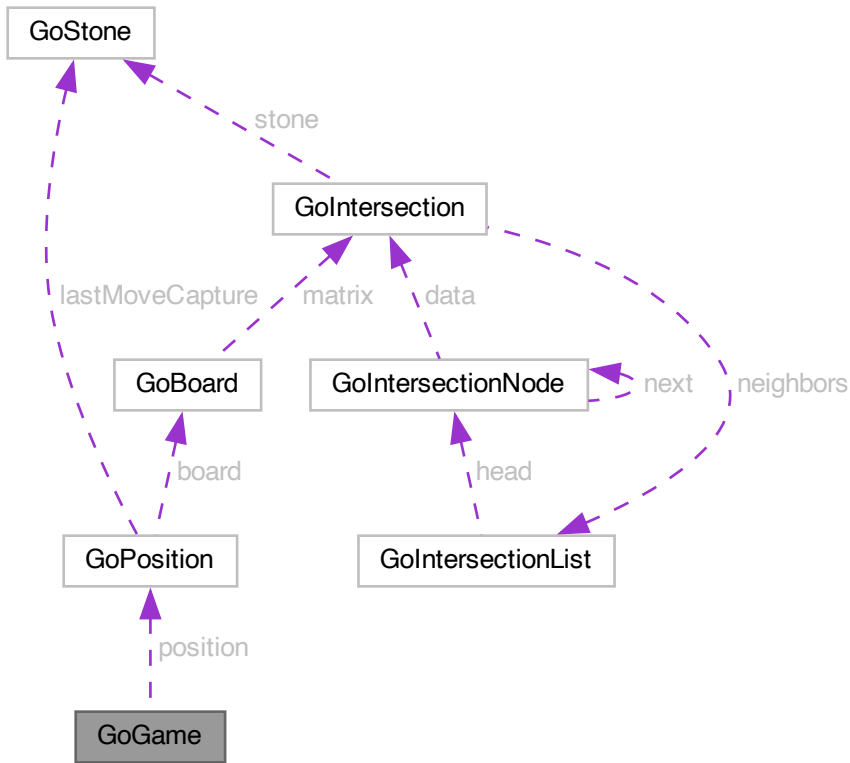 GoStone
stone
GoIntersection
lastMoveCapture
matrix
data
GoBoard
GoIntersectionNode
next
neighbors
board
head
GoPosition
GoIntersectionList
position
GoGame